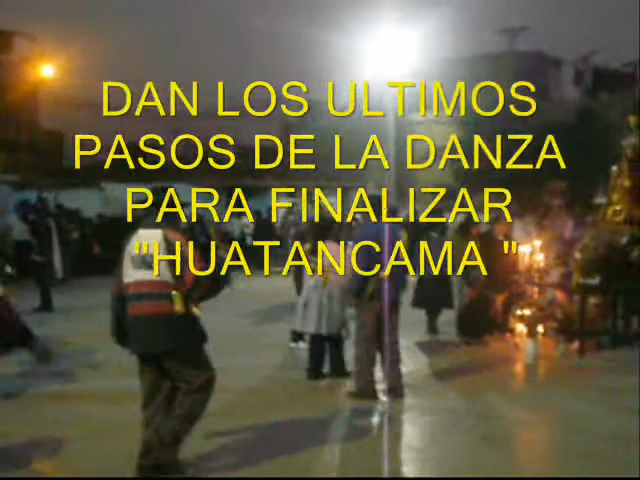 DAN LOS ULTIMOS
PASOS DE LA DANZA
PARA FINALIZAR
"HUATANCAMA "